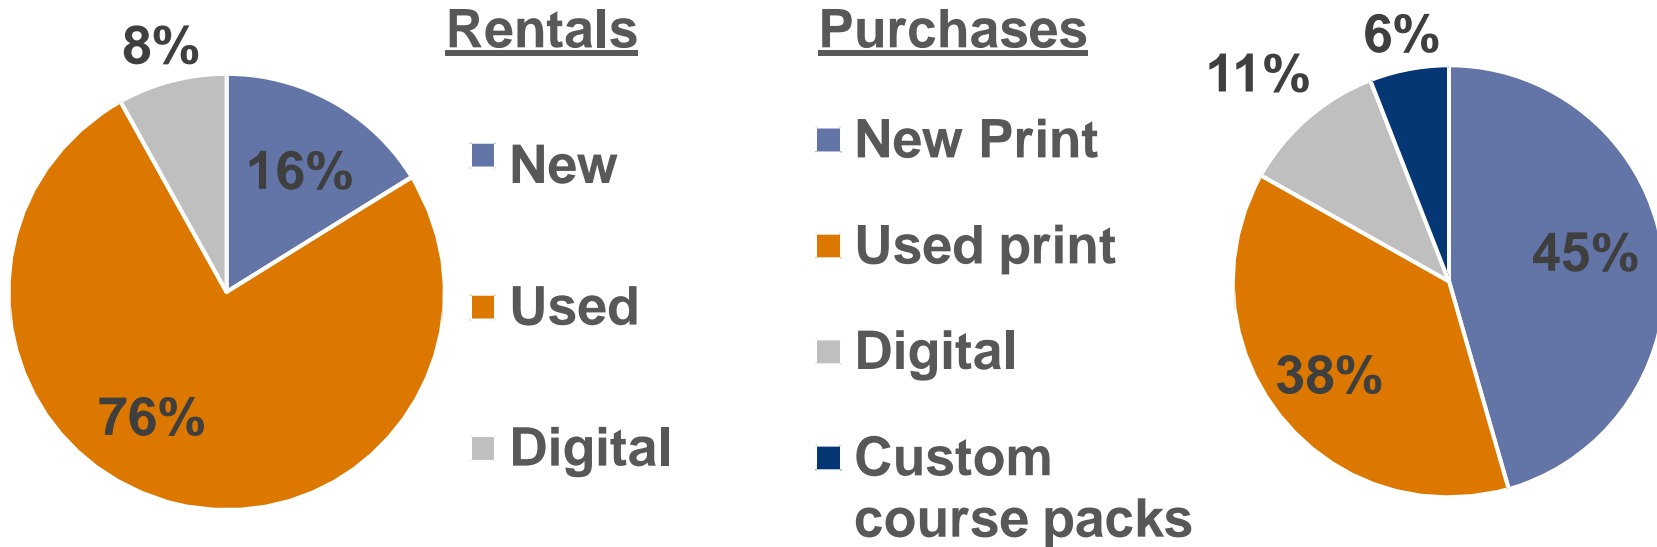 8%
16%
76%
Rentals
New
Used
Digital
Purchases
New Print
Used print
Digital
Custom
course packs
6%
11%
45%
38%